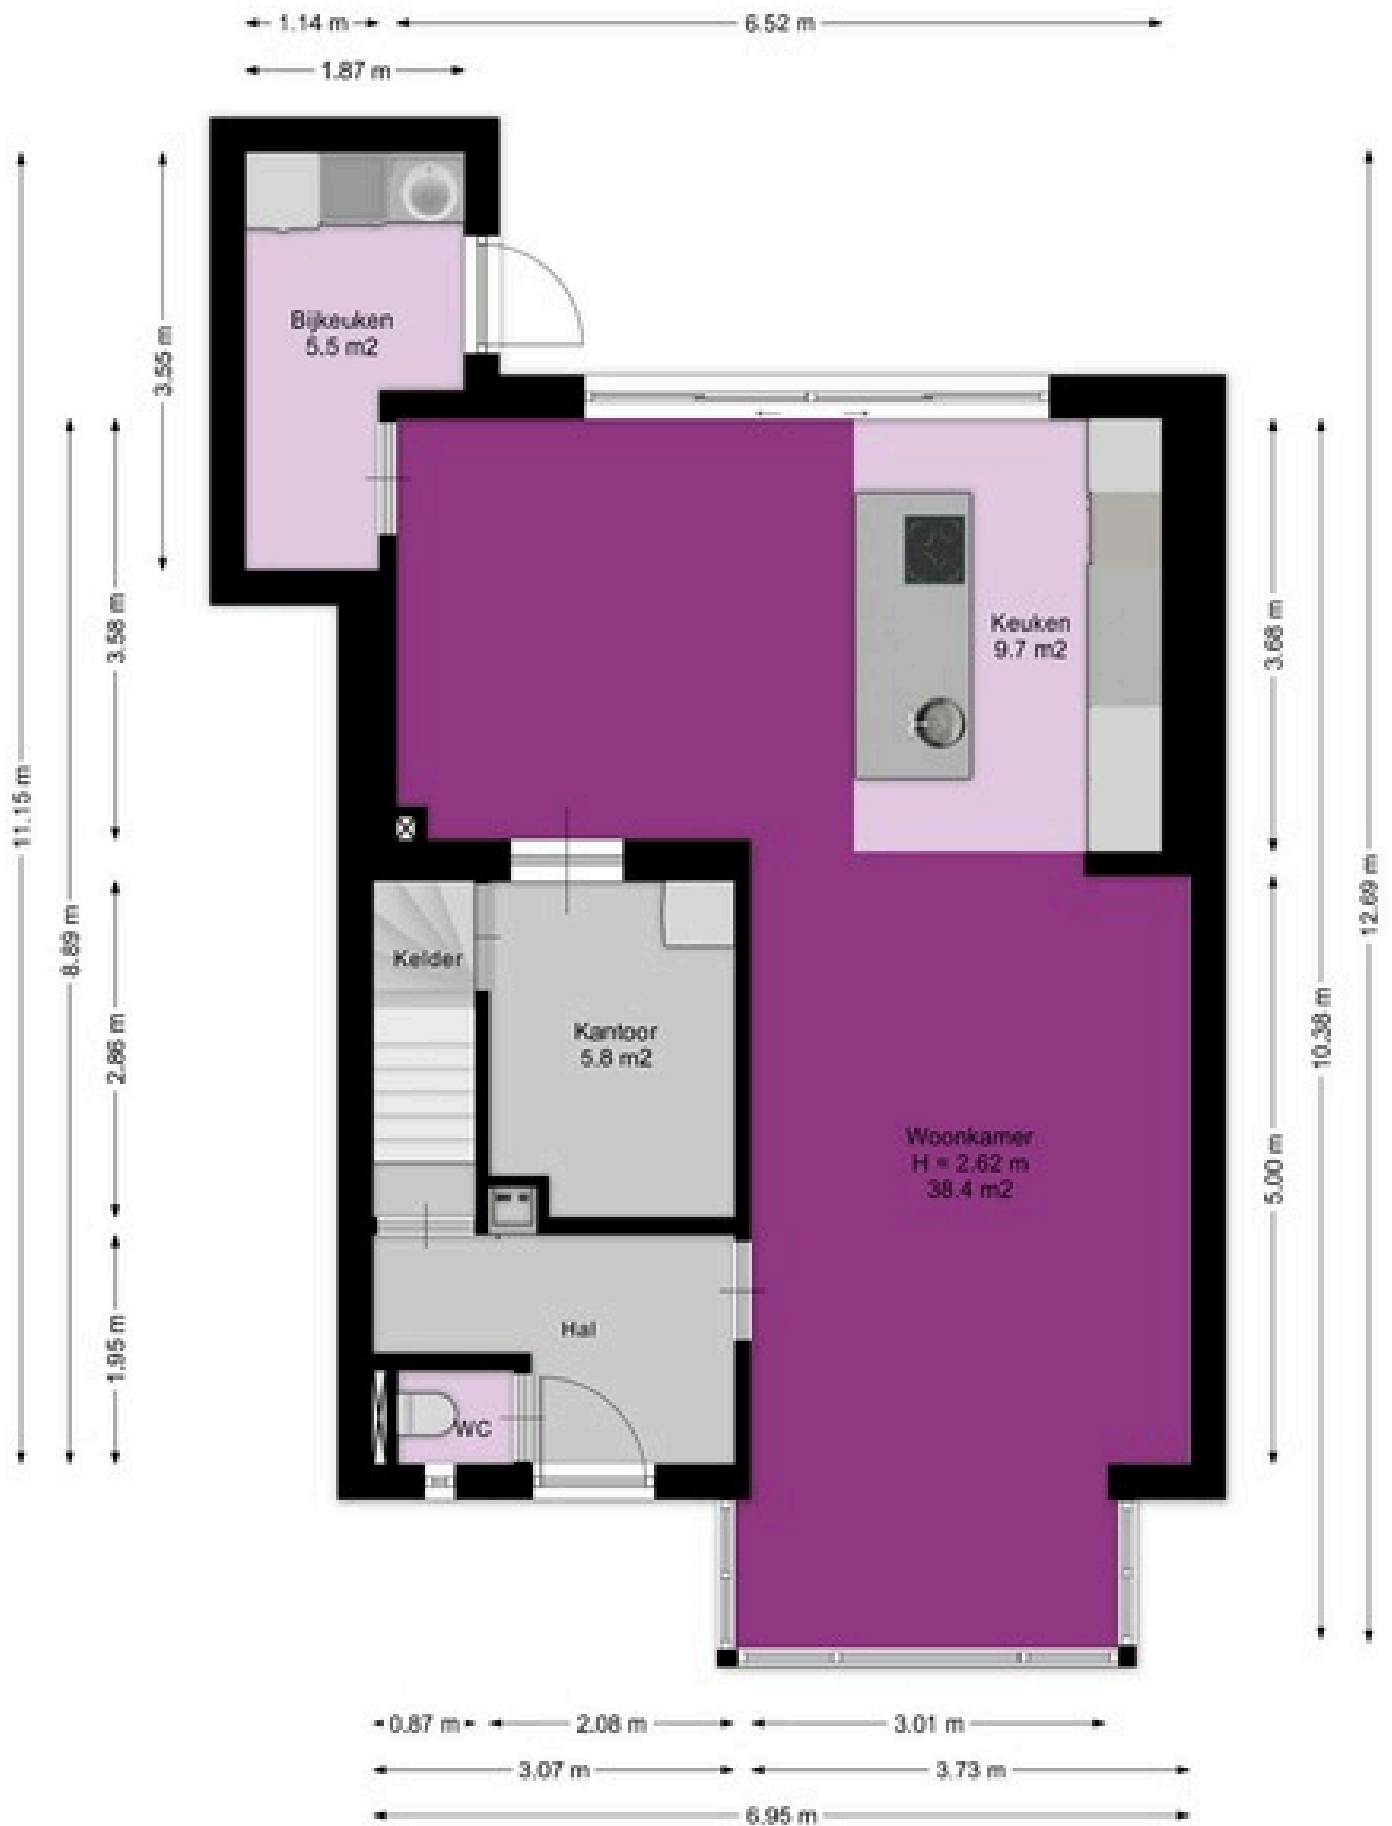 1.14 m
6.52 m
1.87 m
Bijkeuken
5.5 m2
3.55 m
3.58 m
Keuken
9.7 m2
3.68 m
11.15 m
8.89 m
12.69 m
Kelder
2.86 m
Kantoor
5.8 m2
10.38 m
Woonkamer
H = 2.62 m
38.4 m2
5.00 m
Hal
1.95 m
WC
0.87 m
2.08 m
3.01 m
3.07 m
3.73 m
6.95 m